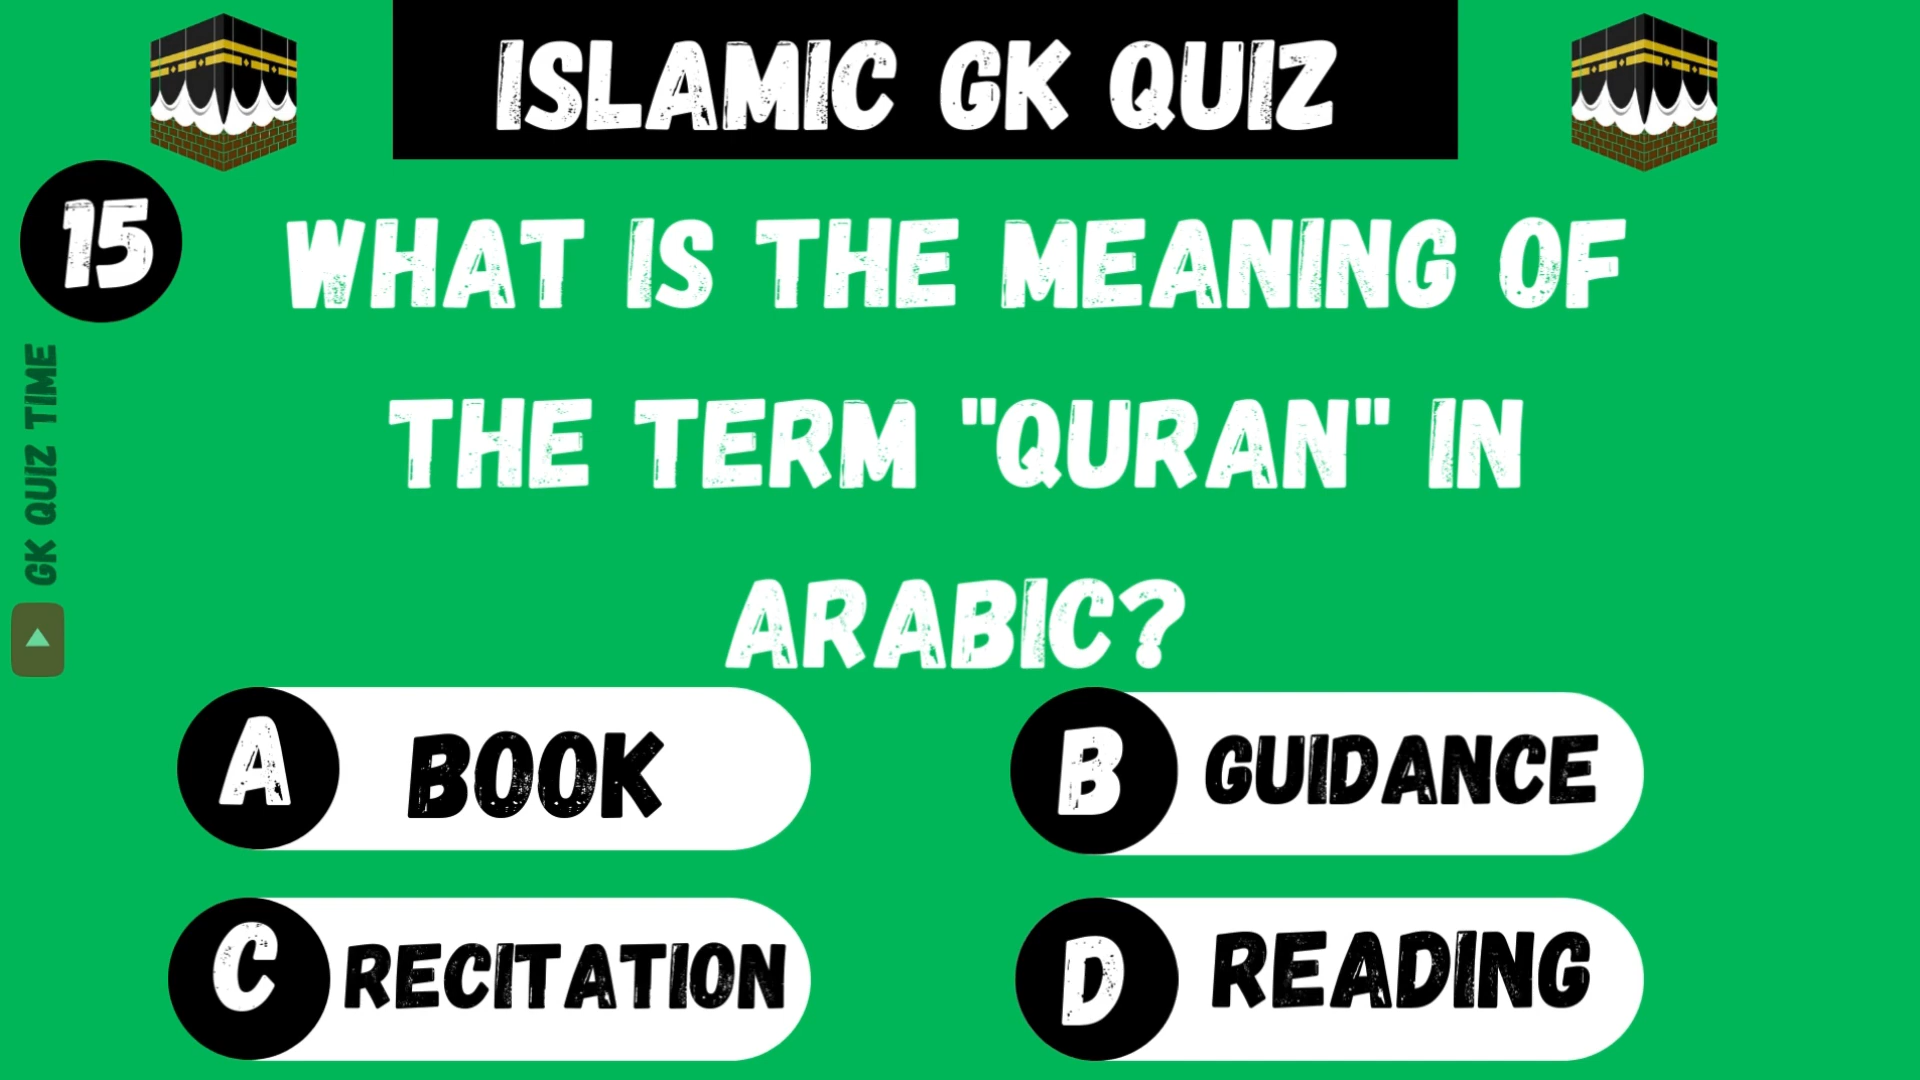 ISLAMIC GK QUIZ
15
WHAT IS THE MEANING OF
THE TERM "QURAN" IN
ARABIC?
GK QUIZ TIME
A BOOK
B GUIDANCE
C RECITATION
D READING